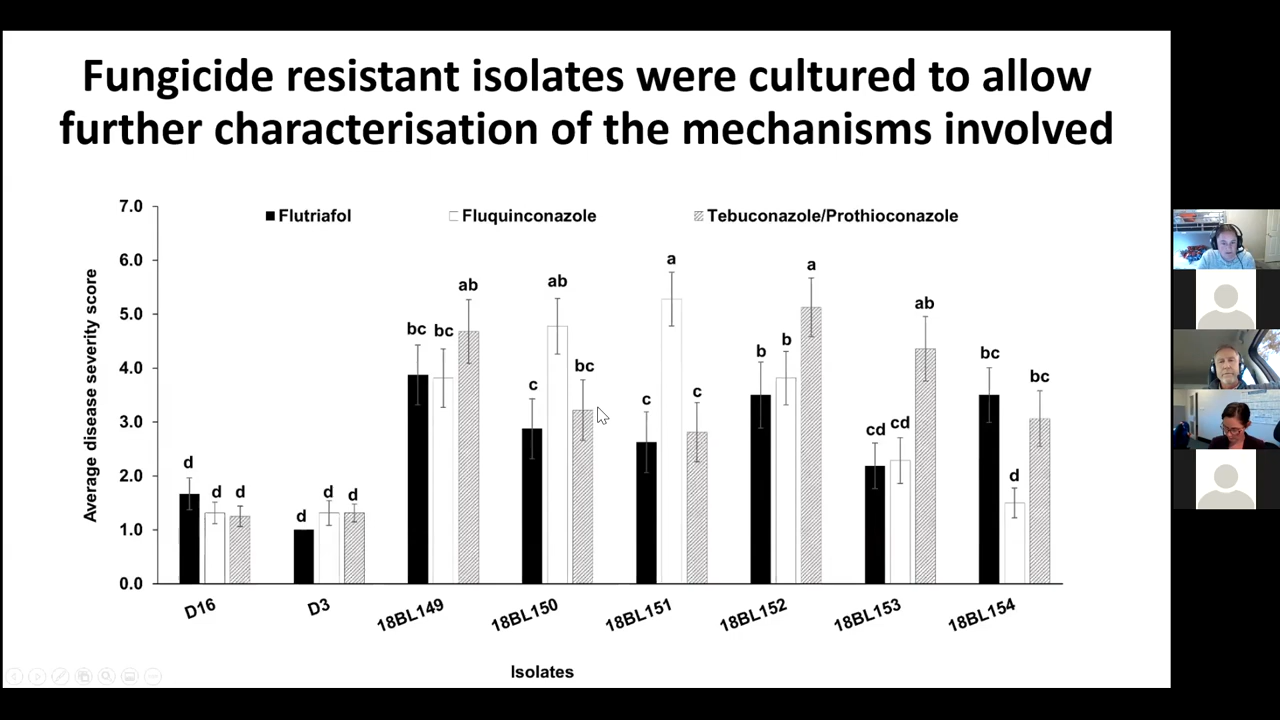 Fungicide resistant isolates were cultured to allow
further characterisation of the mechanisms involved
Flutriafol
Fluquinconazole
Tebuconazole/Prothioconazole
Average disease severity score
7.0
6.0
5.0
4.0
3.0
2.0
1.0
0.0
d d d
d d d
bc bc ab
c ab bc
c a c
b b a
cd cd ab
bc d bc
D16
D3
18BL149
18BL150
18BL151
18BL152
18BL153
18BL154
Isolates